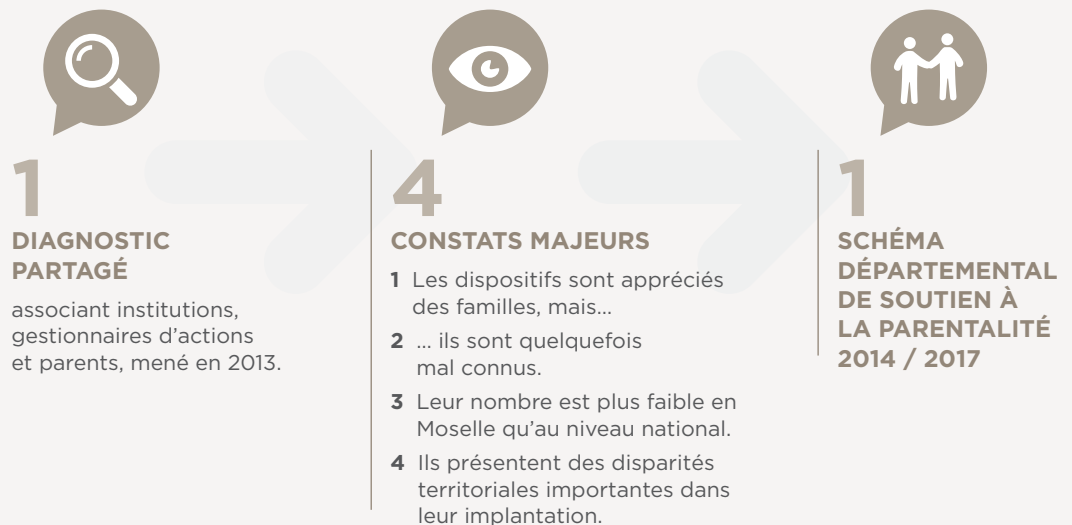 1
DIAGNOSTIC
PARTAGÉ
associant institutions,
gestionnaires d'actions
et parents, mené en 2013.
4
CONSTATS MAJEURS
1 Les dispositifs sont appréciés
des familles, mais...
2 ... ils sont quelquefois
mal connus.
3 Leur nombre est plus faible en
Moselle qu'au niveau national.
4 Ils présentent des disparités
territoriales importantes dans
leur implantation.
1
SCHÉMA
DÉPARTEMENTAL
DE SOUTIEN À
LA PARENTALITÉ
2014 / 2017